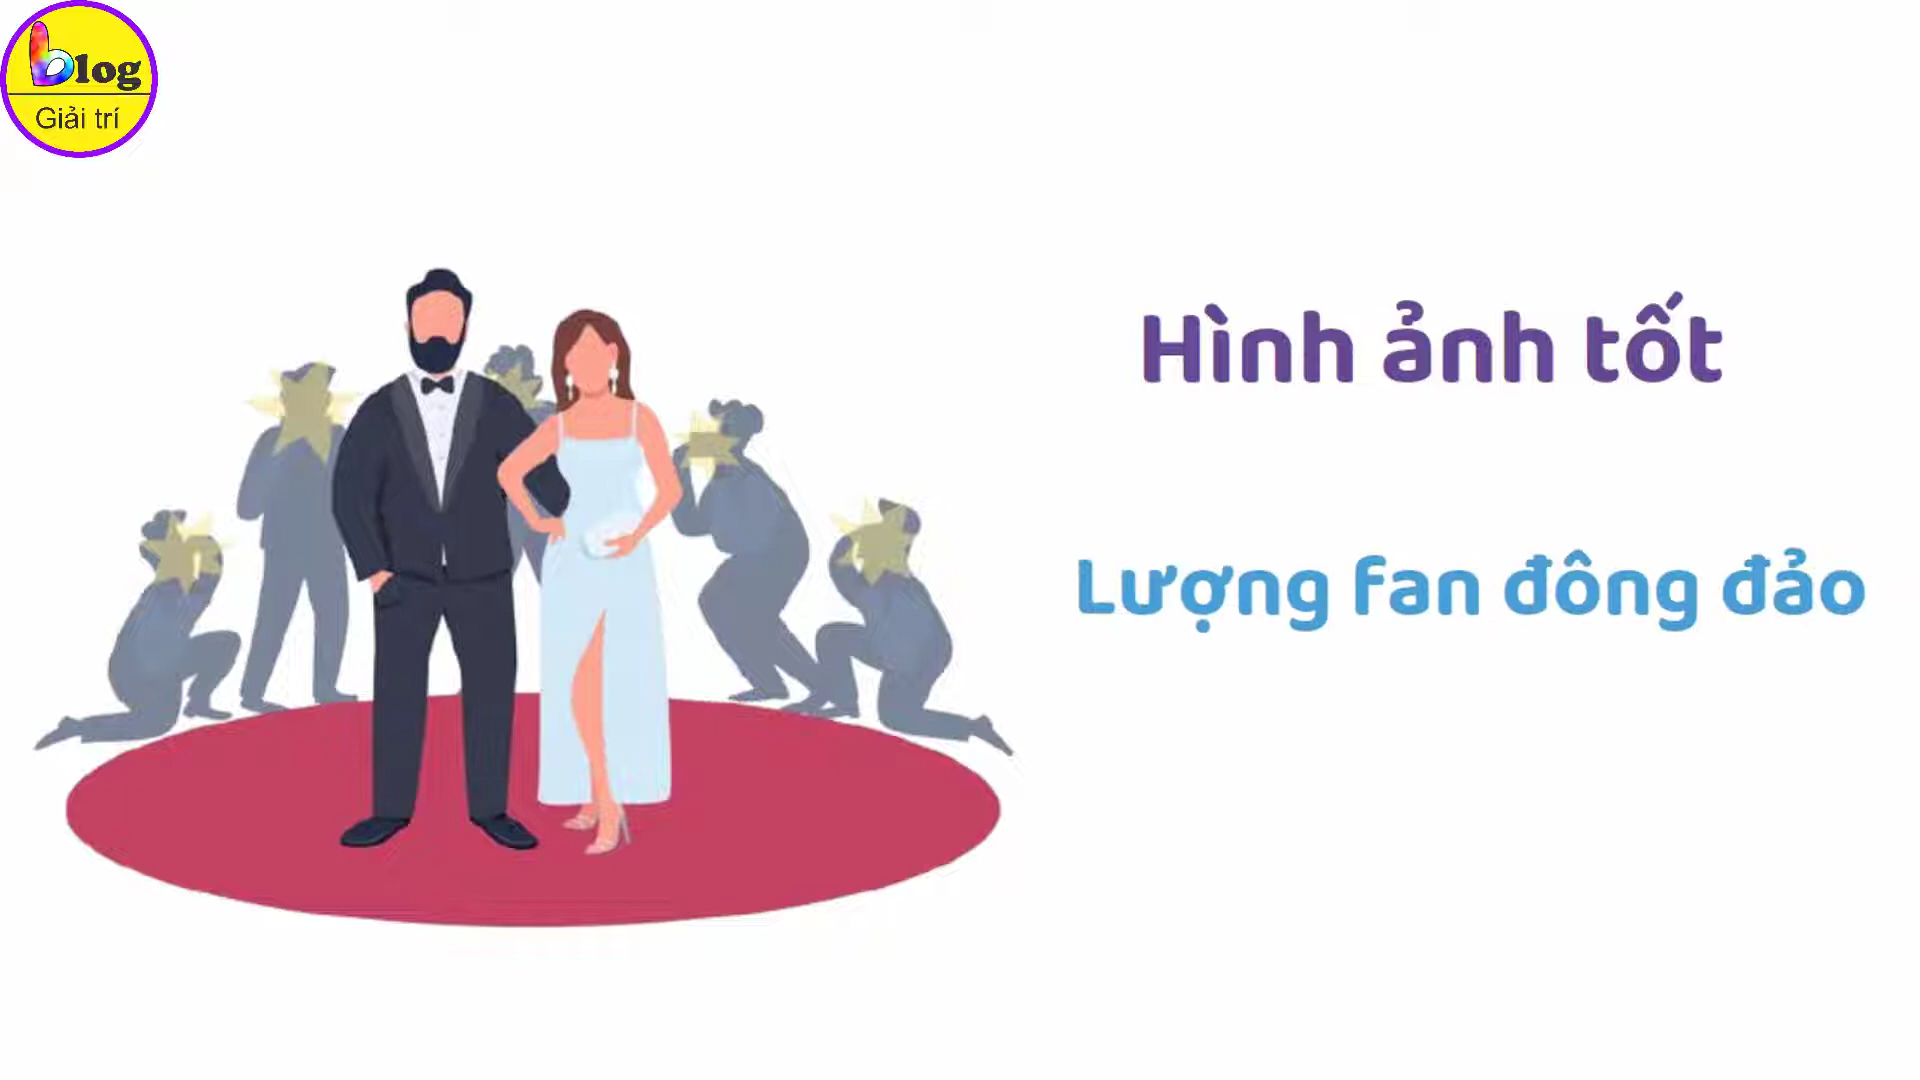 blog
Giải trí
Hình ảnh tốt
Lượng fan đông đảo